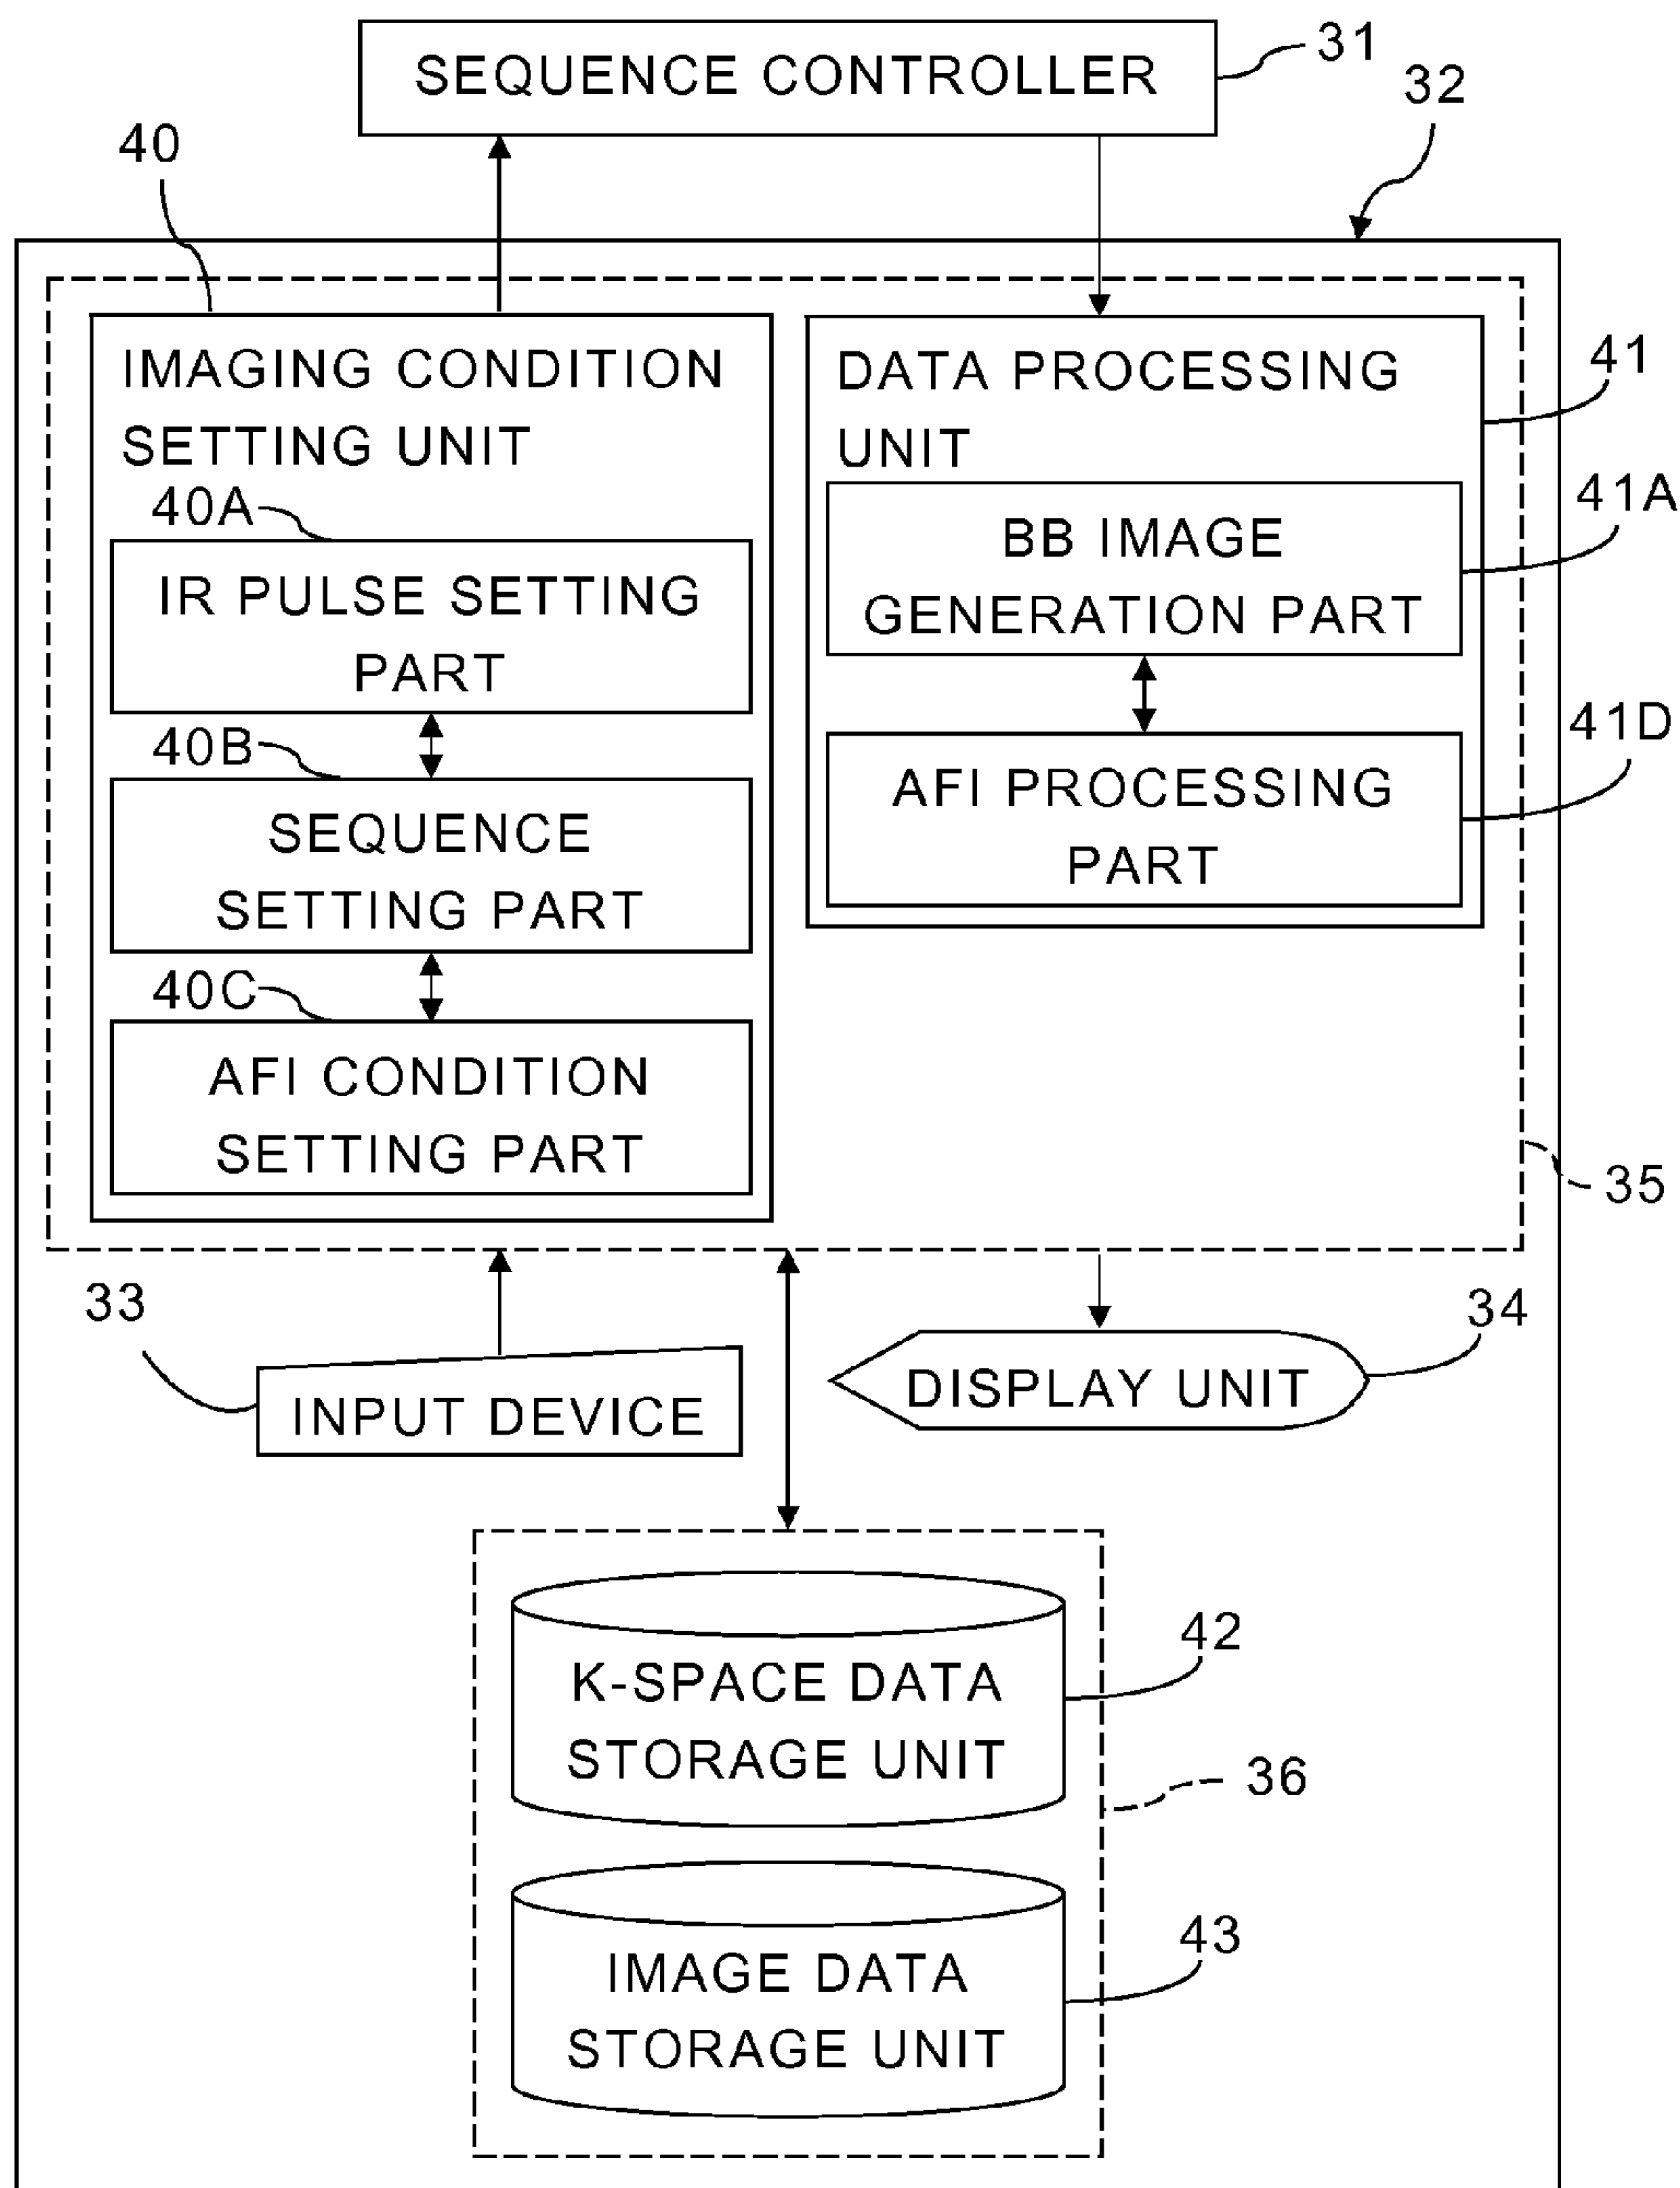 SEQUENCE CONTROLLER
31
32
40
IMAGING CONDITION
SETTING UNIT
40A
IR PULSE SETTING
PART
40B
SEQUENCE
SETTING PART
40C
AFI CONDITION
SETTING PART
DATA PROCESSING
UNIT
41
BB IMAGE
GENERATION PART
41A
AFI PROCESSING
PART
41D
35
33
INPUT DEVICE
DISPLAY UNIT
34
K-SPACE DATA
STORAGE UNIT
42
36
IMAGE DATA
STORAGE UNIT
43